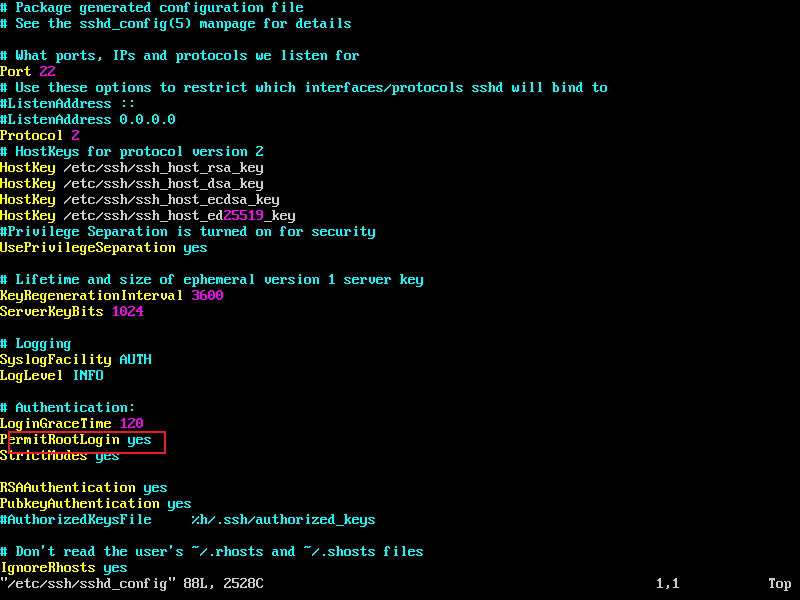 # Package generated configuration file
# See the sshd_config(5) manpage for details
# What ports, IPs and protocols we listen for
Port 22
# Use these options to restrict which interfaces/protocols sshd will bind to
#ListenAddress ::
#ListenAddress 0.0.0.0
Protocol 2
# HostKeys for protocol version 2
HostKey /etc/ssh/ssh_host_rsa_key
HostKey /etc/ssh/ssh_host_dsa_key
HostKey /etc/ssh/ssh_host_ecdsa_key
HostKey /etc/ssh/ssh_host_ed25519_key
#Privilege Separation is turned on for security
UsePrivilegeSeparation yes
# Lifetime and size of ephemeral version 1 server key
KeyRegenerationInterval 3600
ServerKeyBits 1024
# Logging
SyslogFacility AUTH
LogLevel INFO
# Authentication:
LoginGraceTime 120
PermitRootLogin yes
StrictModes yes
RSAAuthentication yes
PubkeyAuthentication yes
#AuthorizedKeysFile     %h/.ssh/authorized_keys
# Don't read the user's ~/.rhosts and ~/.shosts files
IgnoreRhosts yes
"/etc/ssh/sshd_config" 88L, 2528C 1,1 Top